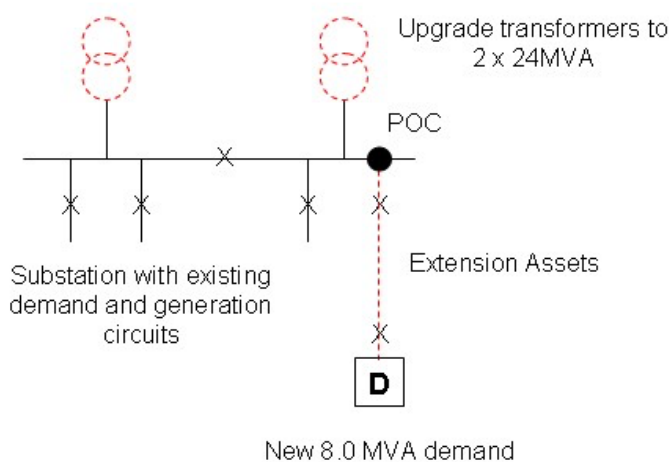 Upgrade transformers to
2 x 24MVA
POC
Extension Assets
Substation with existing
demand and generation
circuits
D
New 8.0 MVA demand